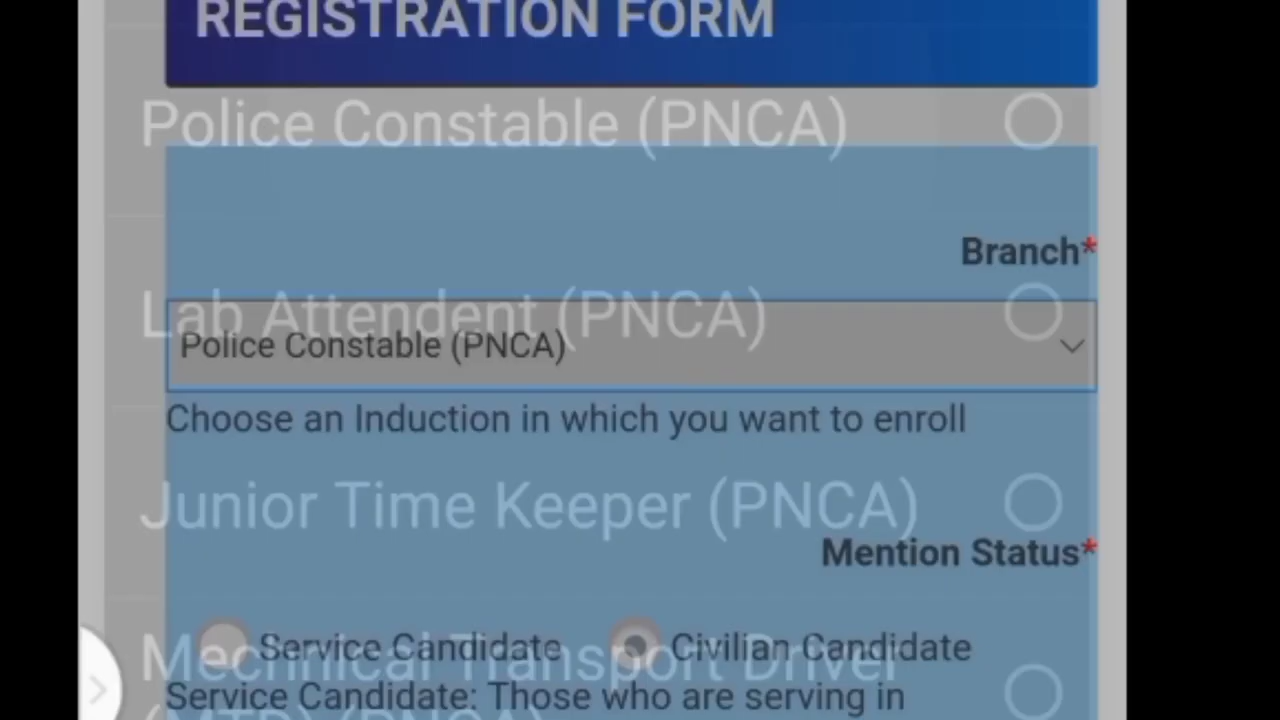 REGISTRATION FORM
Police Constable (PNCA)
Branch*
Lab Attendent (PNCA)
Police Constable (PNCA)
Choose an Induction in which you want to enroll
Junior Time Keeper (PNCA)
Mention Status*
Service Candidate Civilian Candidate
Mechnical Transport Driver
Service Candidate: Those who are serving in
(MTD) (PNCA)